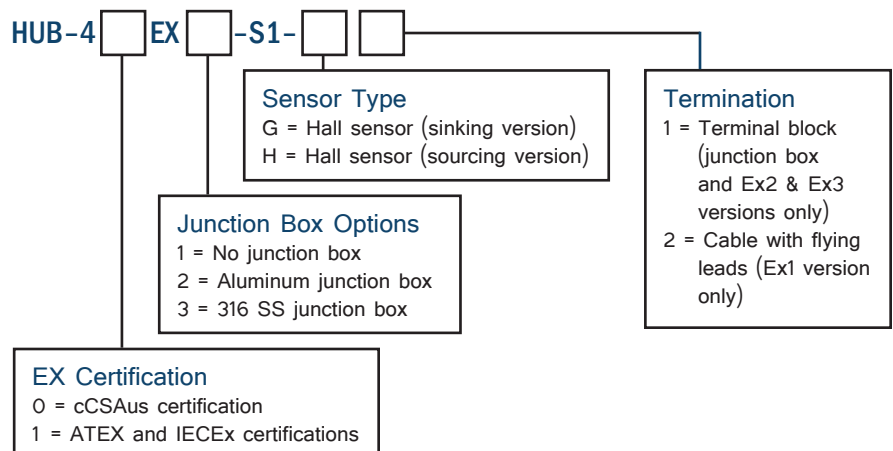 HUB-4 EX -S1-
Sensor Type
G = Hall sensor (sinking version)
H = Hall sensor (sourcing version)
Termination
1 = Terminal block
(junction box
and Ex2 & Ex3
versions only)
2 = Cable with flying
leads (Ex1 version
only)
Junction Box Options
1 = No junction box
2 = Aluminum junction box
3 = 316 SS junction box
EX Certification
0 = cCSAus certification
1 = ATEX and IECEx certifications